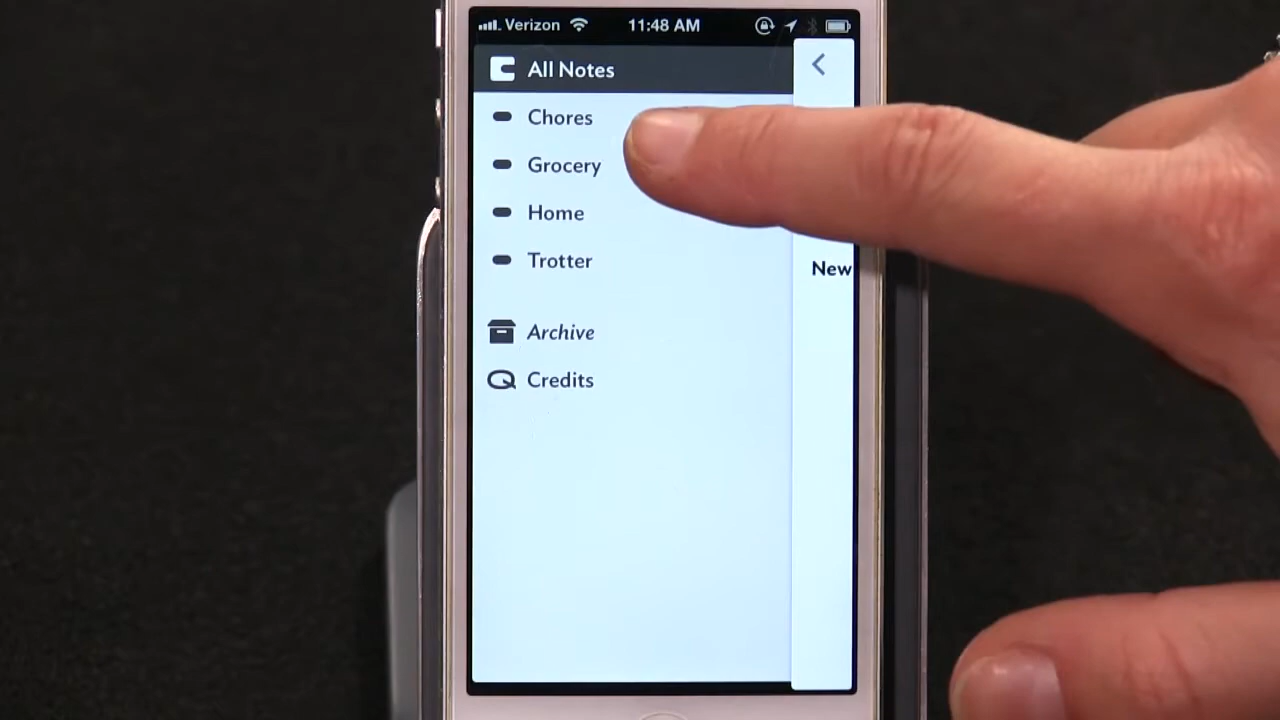 Verizon 11:48 AM
All Notes
Chores
Grocery
Home
Trotter
New
Archive
Credits